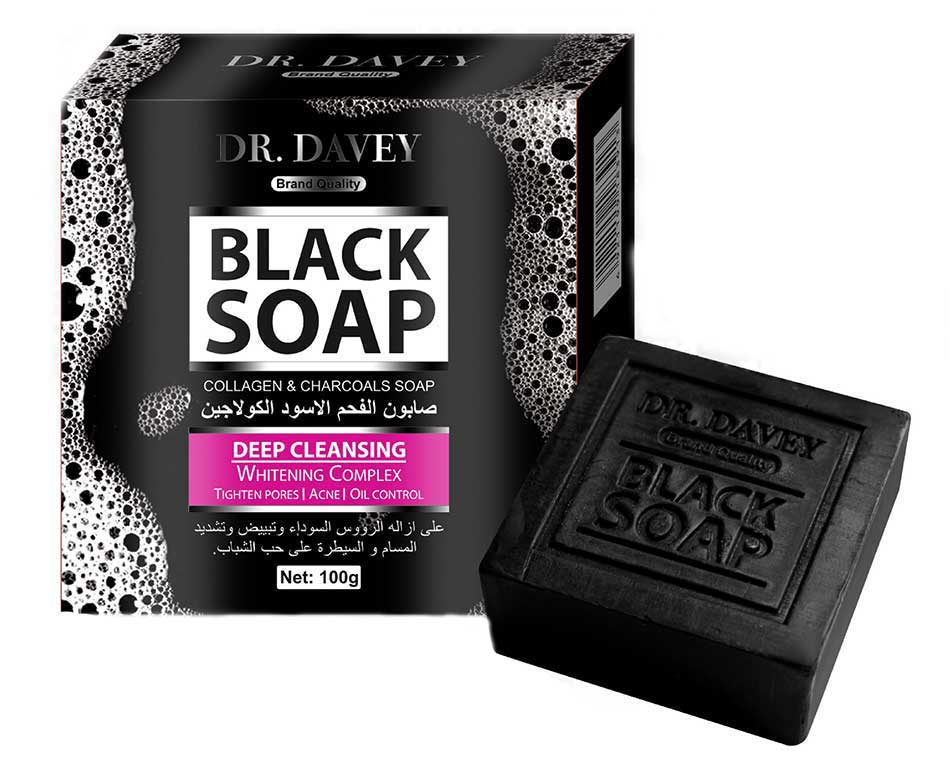 DR. DAVEY
Brand Quality
DR. DAVEY
Brand Quality
BLACK
SOAP
COLLAGEN & CHARCOALS SOAP
صابون الفحم الاسود الكولاجين
DEEP CLEANSING
WHITENING COMPLEX
TIGHTEN PORES | ACNE | OIL CONTROL
على ازاله الرؤوس السوداء وتبييض وتشديد
المسام و السيطرة على حب الشباب.
Net: 100g
DR. DAVEY
Brand Quality
BLACK
SOAP